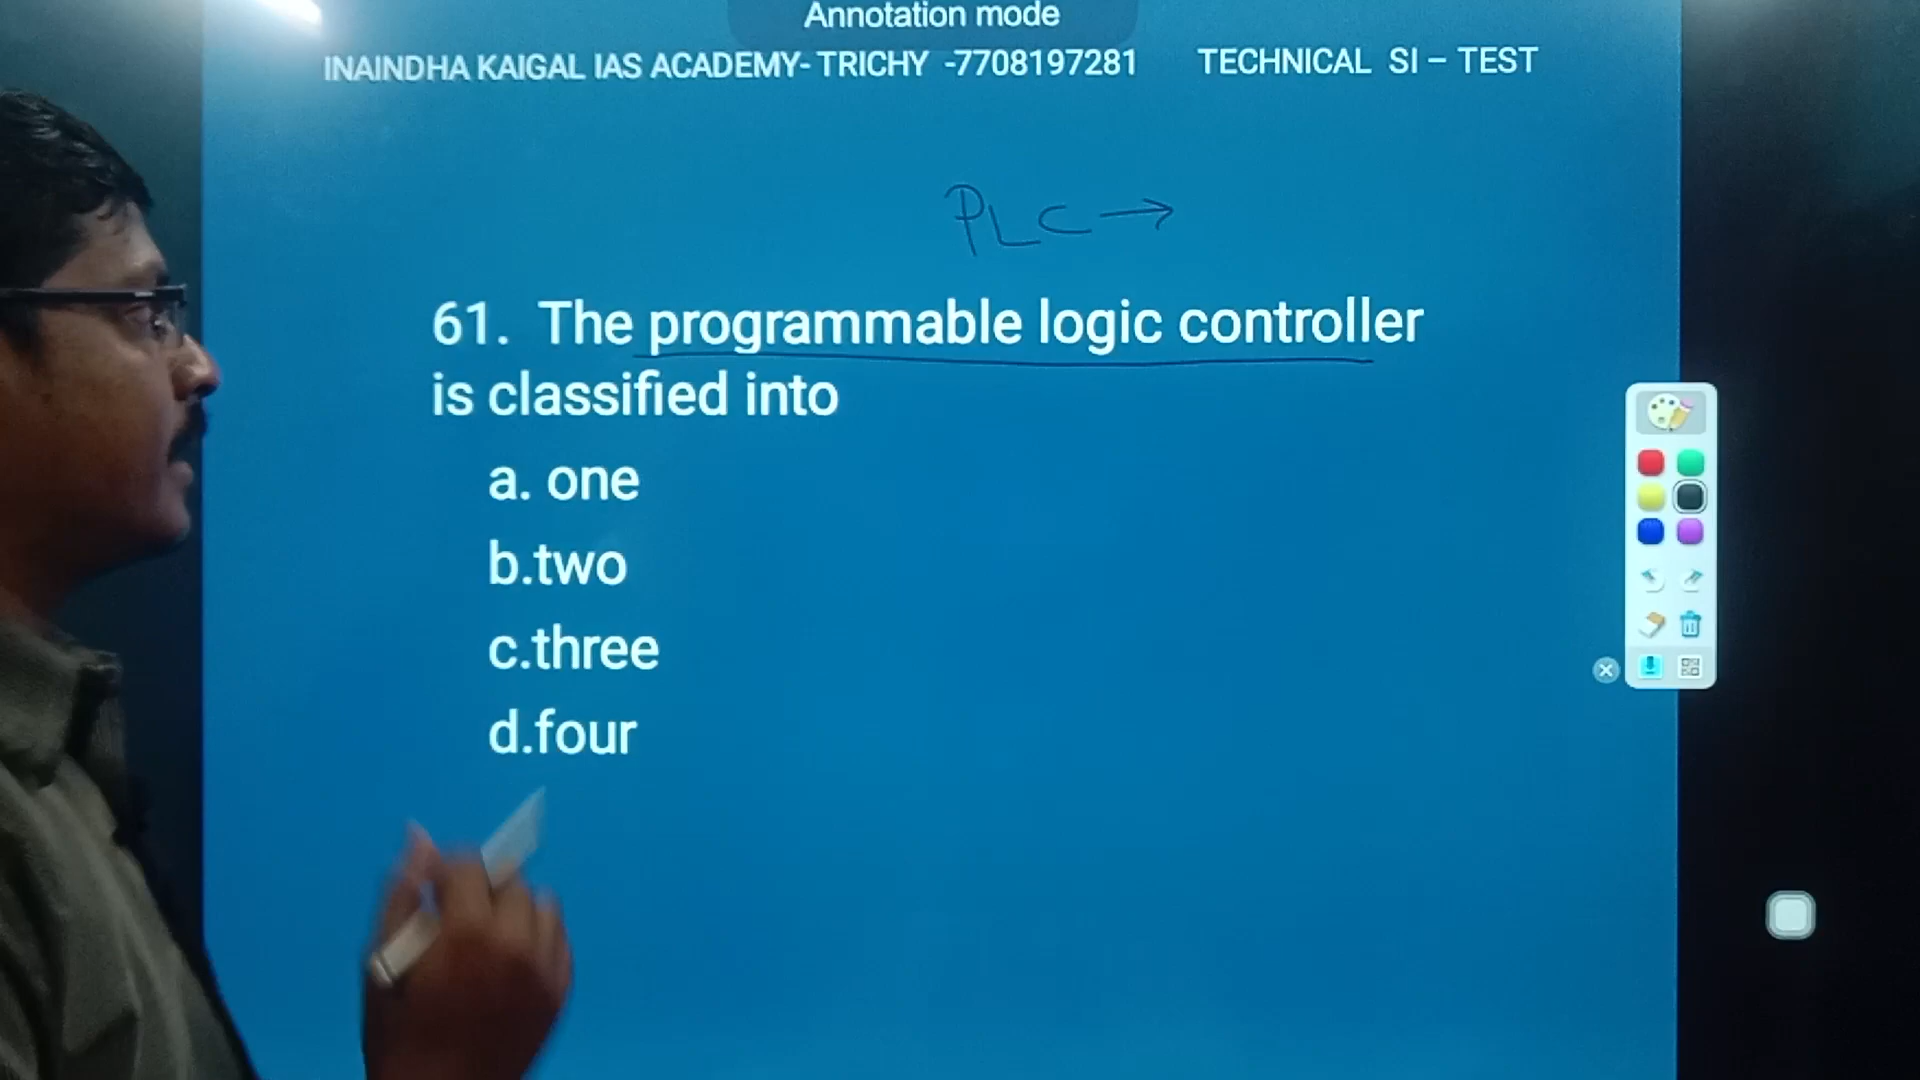 Annotation mode
INAINDHA KAIGAL IAS ACADEMY- TRICHY -7708197281 TECHNICAL SI – TEST
PLC →
61. The programmable logic controller
is classified into
a. one
b.two
c.three
d.four